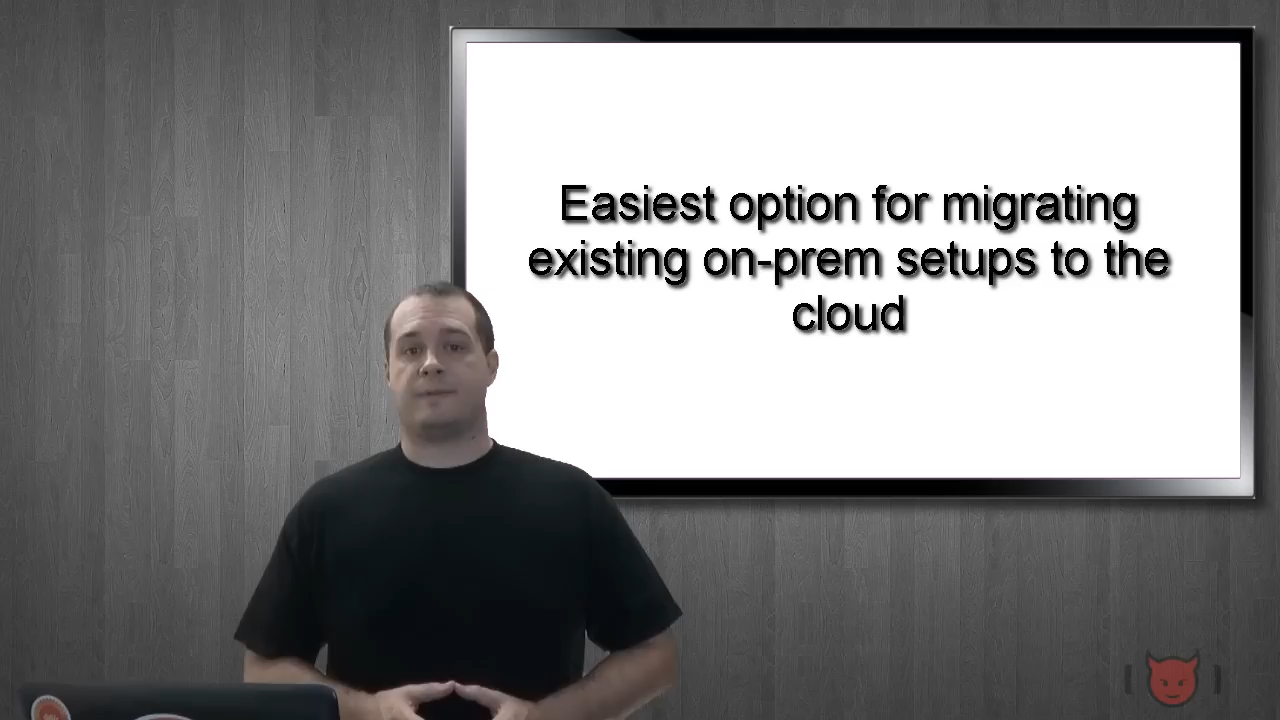 Easiest option for migrating
existing on-prem setups to the
cloud